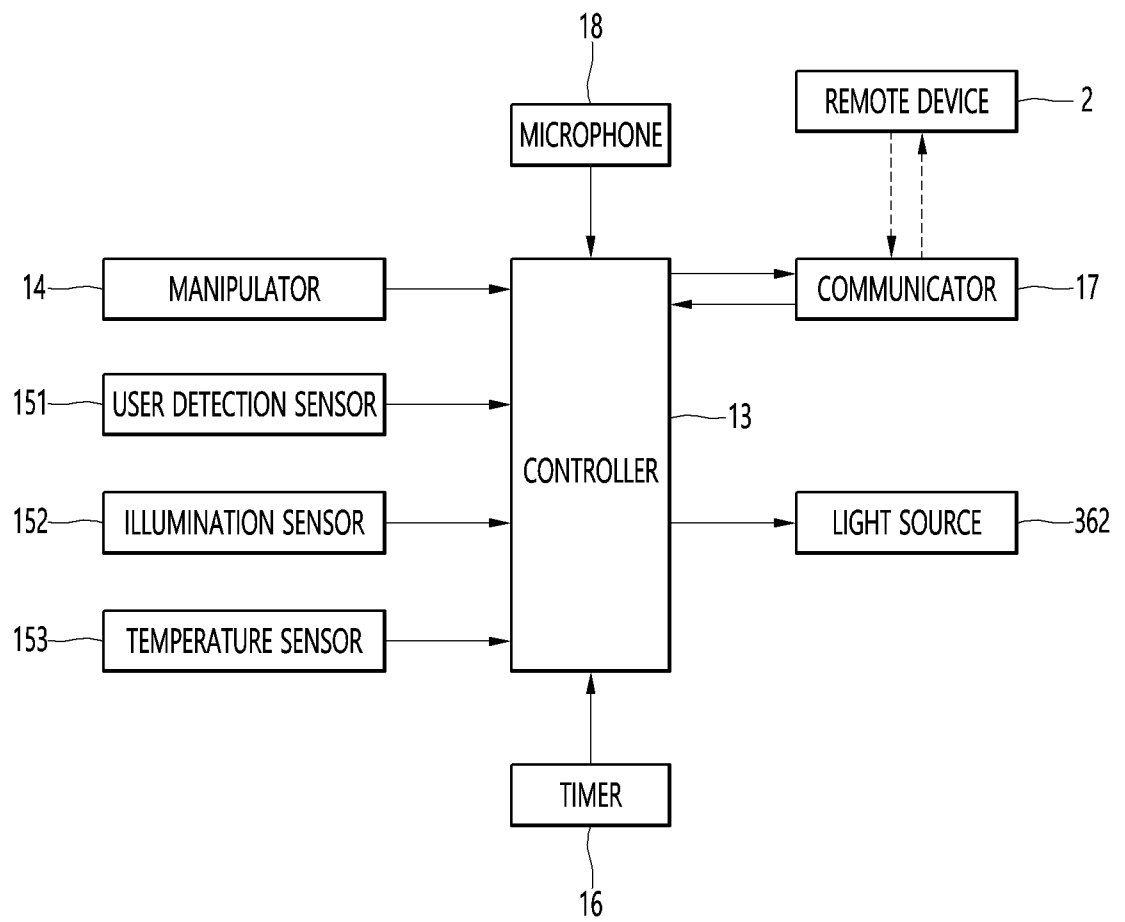 18
MICROPHONE
REMOTE DEVICE
2
14
MANIPULATOR
COMMUNICATOR
17
151
USER DETECTION SENSOR
13
CONTROLLER
152
ILLUMINATION SENSOR
LIGHT SOURCE
362
153
TEMPERATURE SENSOR
TIMER
16